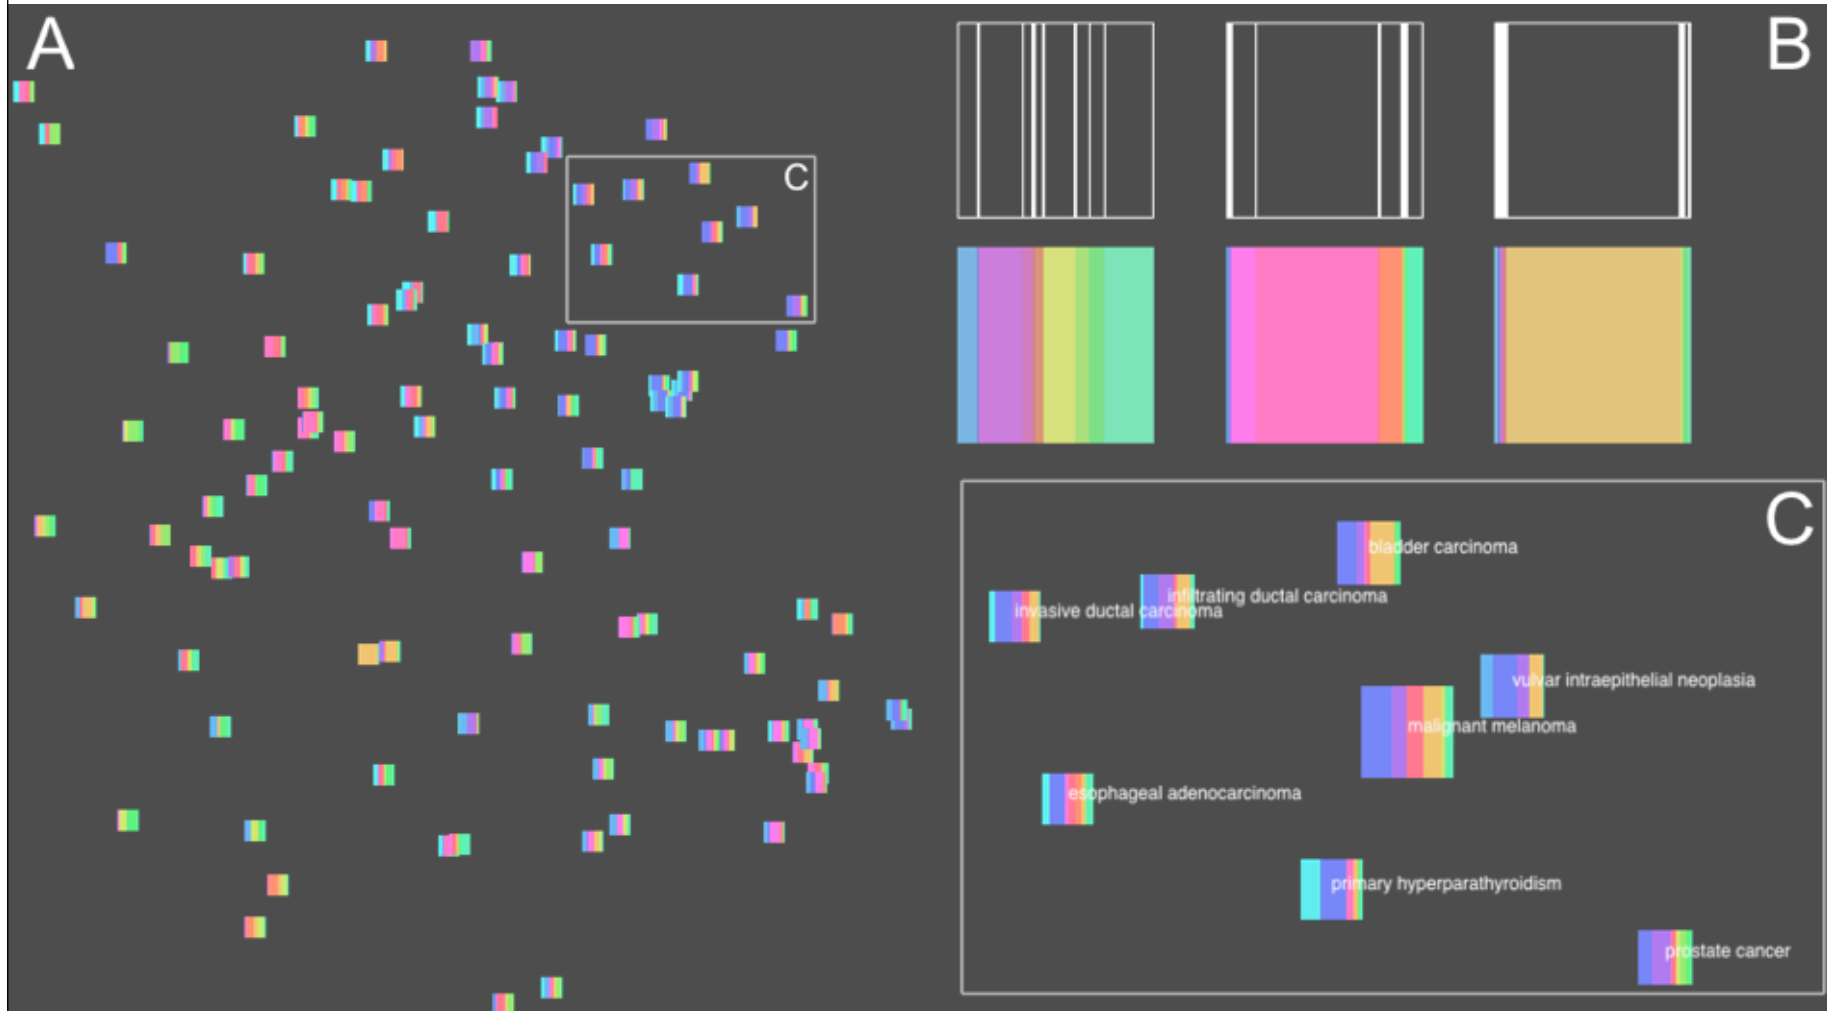 A
B
C
C
bladder carcinoma
infiltrating ductal carcinoma
invasive ductal carcinoma
vulvar intraepithelial neoplasia
malignant melanoma
esophageal adenocarcinoma
primary hyperparathyroidism
prostate cancer